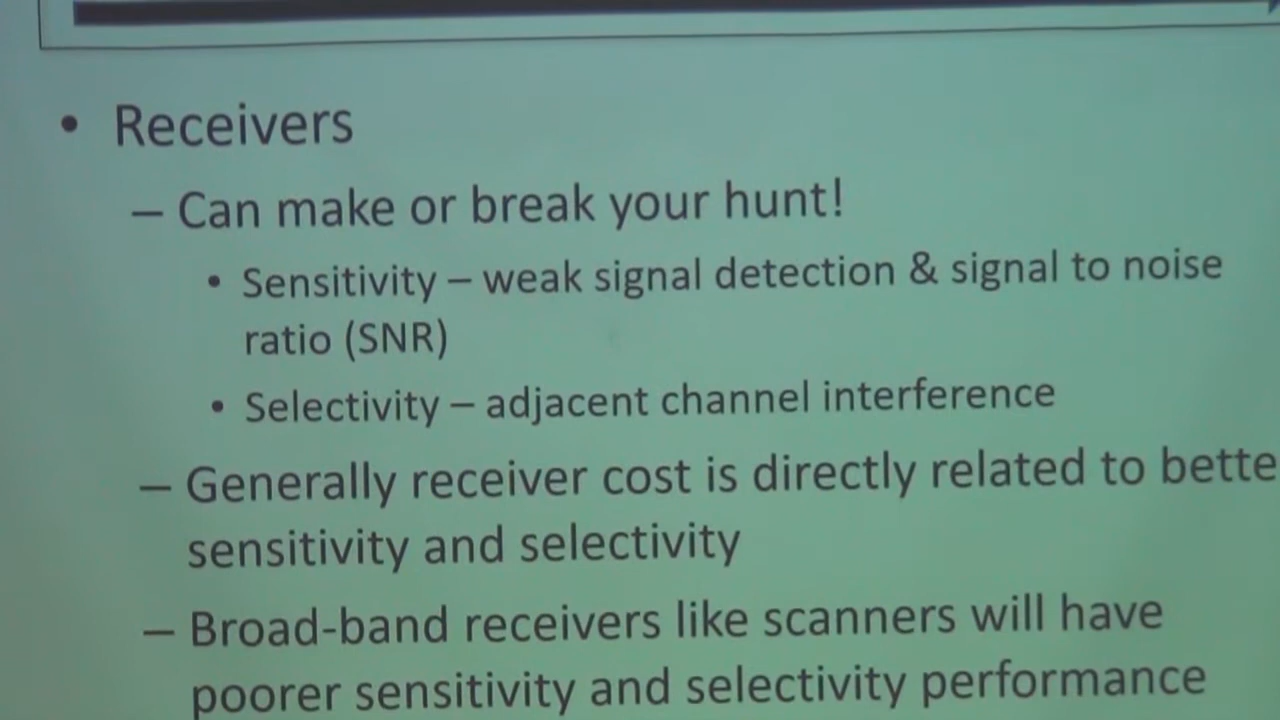 • Receivers
– Can make or break your hunt!
• Sensitivity – weak signal detection & signal to noise
ratio (SNR)
• Selectivity – adjacent channel interference
– Generally receiver cost is directly related to bette
sensitivity and selectivity
– Broad-band receivers like scanners will have
poorer sensitivity and selectivity performance